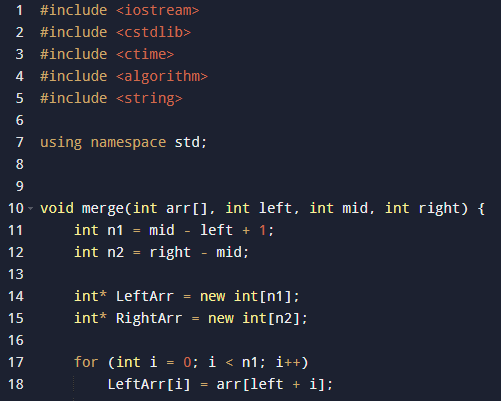 1 #include <iostream>
2 #include <cstdlib>
3 #include <ctime>
4 #include <algorithm>
5 #include <string>
6
7 using namespace std;
8
9
10 void merge(int arr[], int left, int mid, int right) {
11     int n1 = mid - left + 1;
12     int n2 = right - mid;
13
14     int* LeftArr = new int[n1];
15     int* RightArr = new int[n2];
16
17     for (int i = 0; i < n1; i++)
18         LeftArr[i] = arr[left + i];